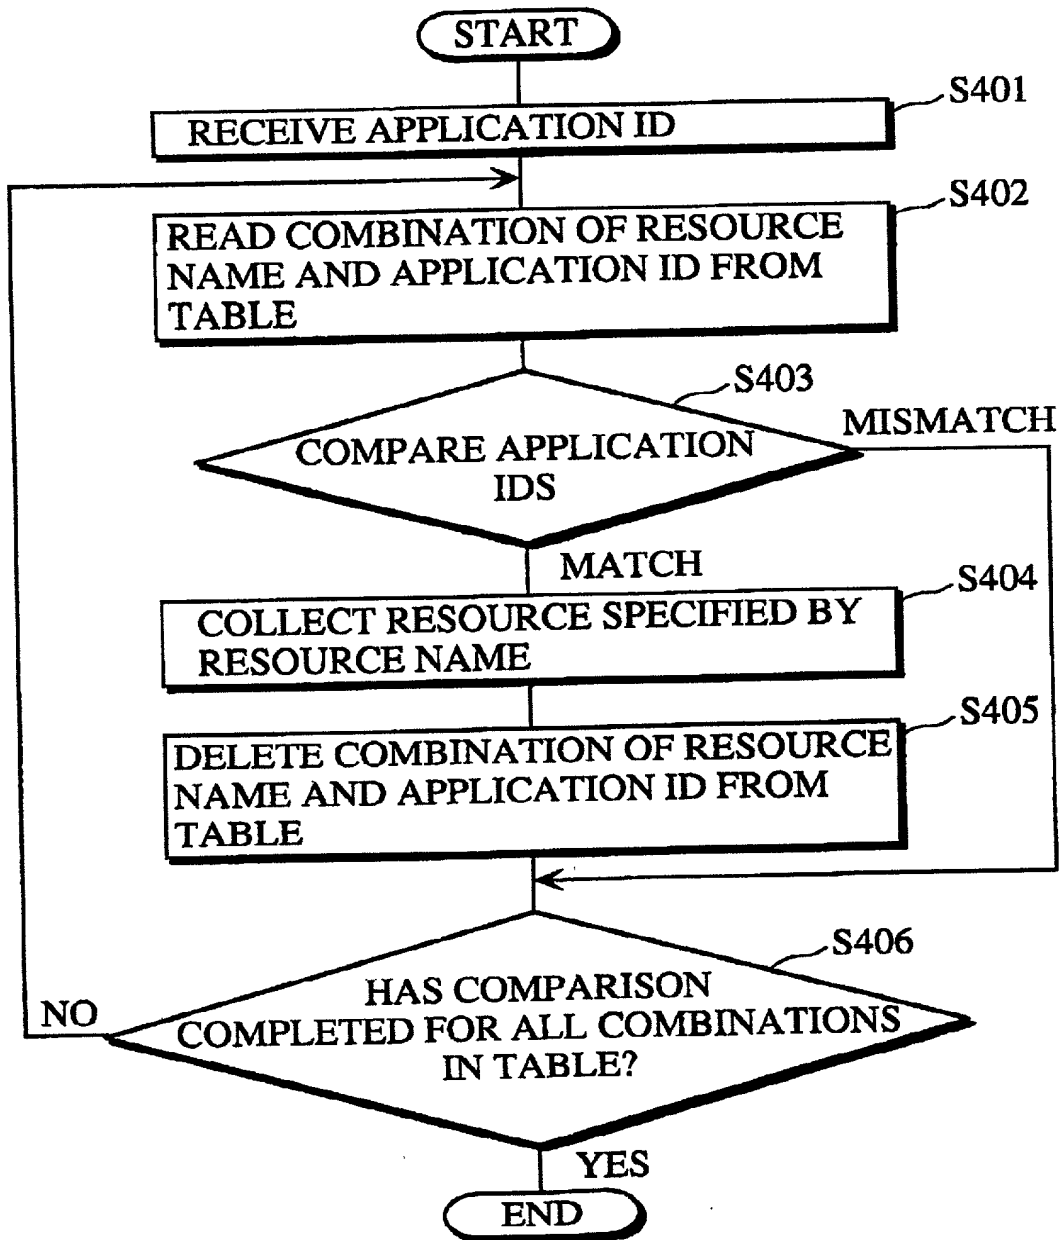 START
S401
RECEIVE APPLICATION ID
S402
READ COMBINATION OF RESOURCE
NAME AND APPLICATION ID FROM
TABLE
S403
MISMATCH
COMPARE APPLICATION
IDS
MATCH
S404
COLLECT RESOURCE SPECIFIED BY
RESOURCE NAME
S405
DELETE COMBINATION OF RESOURCE
NAME AND APPLICATION ID FROM
TABLE
S406
HAS COMPARISON
NO
COMPLETED FOR ALL COMBINATIONS
IN TABLE?
YES
END